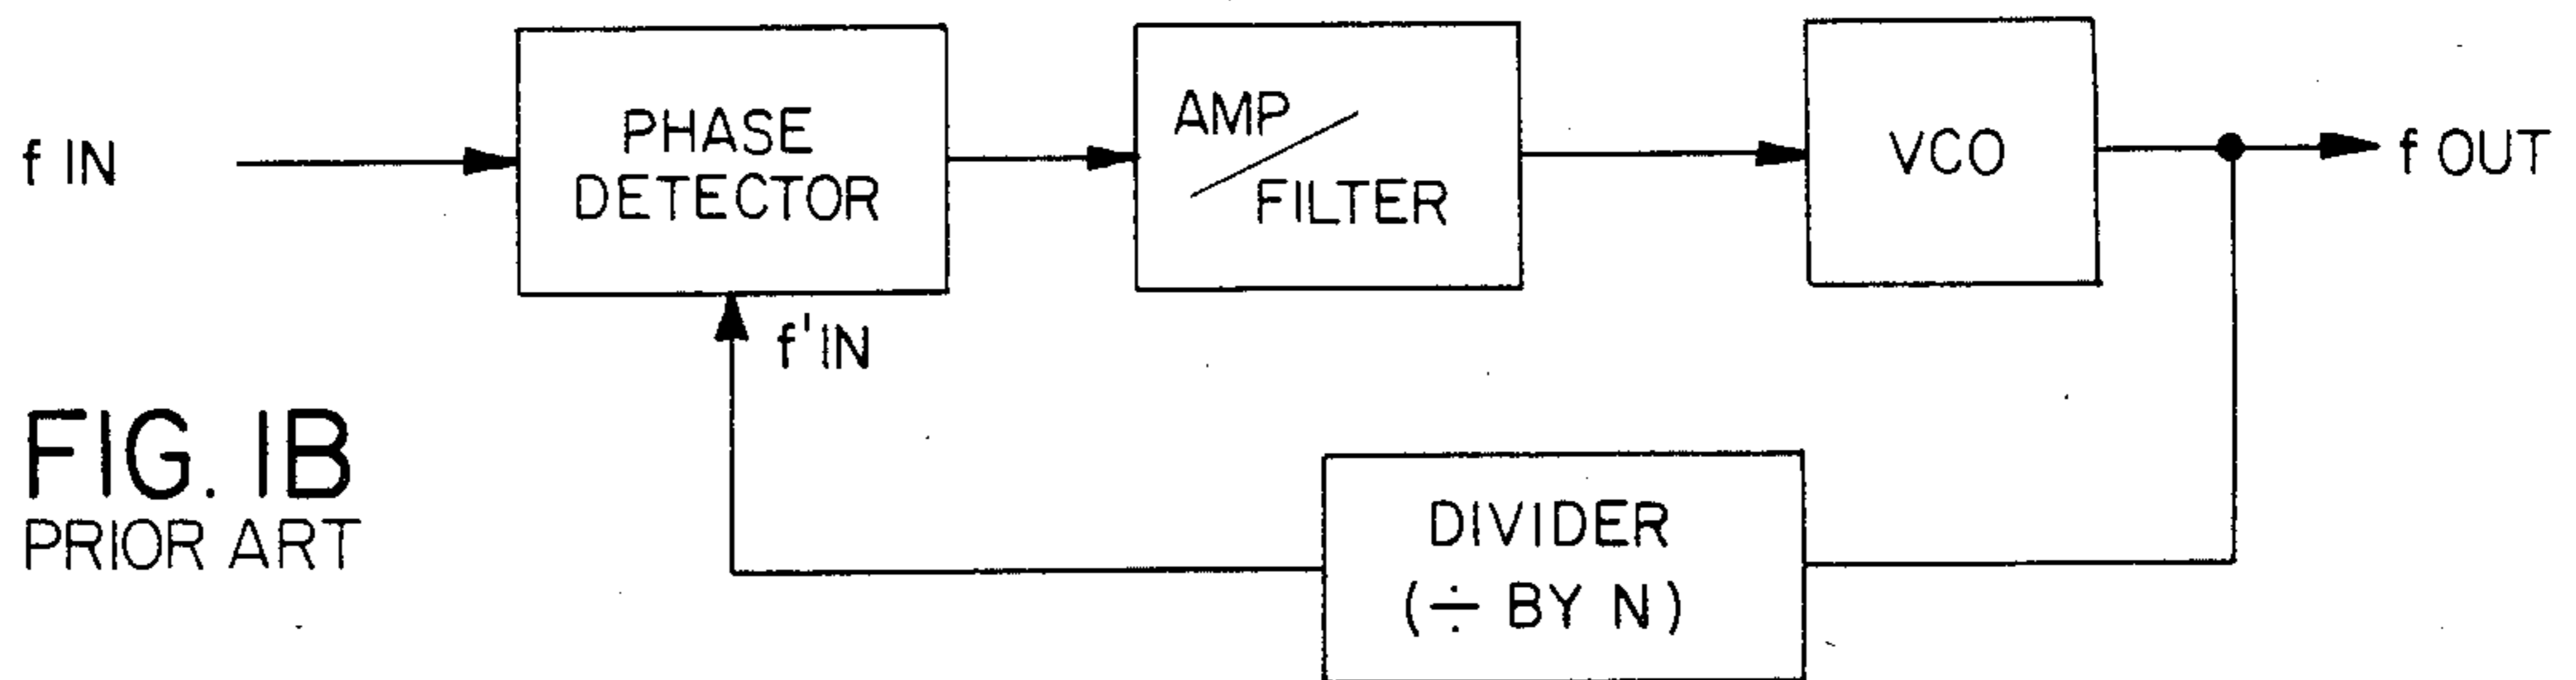 f IN
PHASE
DETECTOR
AMP
FILTER
VCO
f OUT
f'IN
FIG. 1B
PRIOR ART
DIVIDER
(÷ BY N)